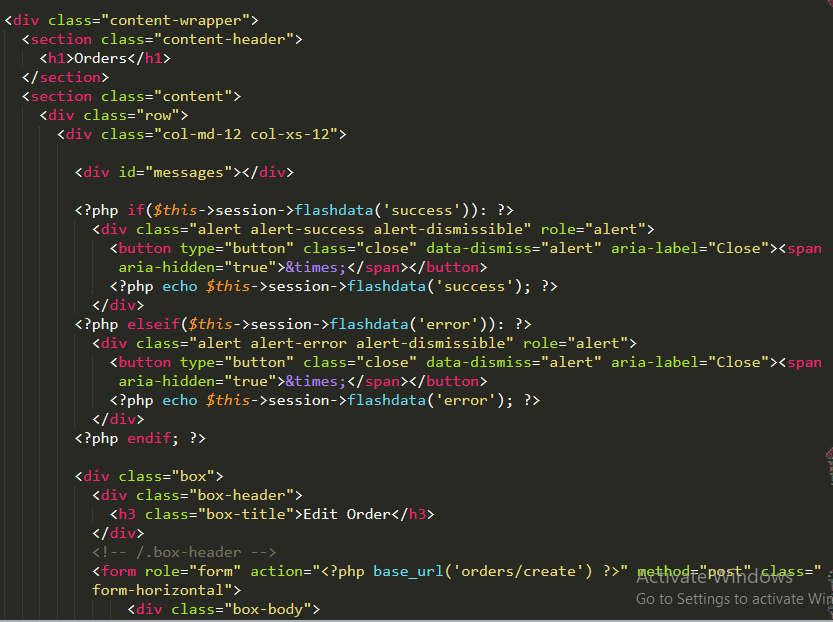 <div class="content-wrapper">
<section class="content-header">
<h1>Orders</h1>
</section>
<section class="content">
<div class="row">
<div class="col-md-12 col-xs-12">
<div id="messages"></div>
<?php if($this->session->flashdata('success')): ?>
<div class="alert alert-success alert-dismissible" role="alert">
<button type="button" class="close" data-dismiss="alert" aria-label="Close"><span
aria-hidden="true">&times;</span></button>
<?php echo $this->session->flashdata('success'); ?>
</div>
<?php elseif($this->session->flashdata('error')): ?>
<div class="alert alert-error alert-dismissible" role="alert">
<button type="button" class="close" data-dismiss="alert" aria-label="Close"><span
aria-hidden="true">&times;</span></button>
<?php echo $this->session->flashdata('error'); ?>
</div>
<?php endif; ?>
<div class="box">
<div class="box-header">
<h3 class="box-title">Edit Order</h3>
</div>
<!-- /.box-header -->
<form role="form" action="<?php base_url('orders/create') ?>" method="post" class="
form-horizontal">
<div class="box-body">
Activate Windows
Go to Settings to activate Win